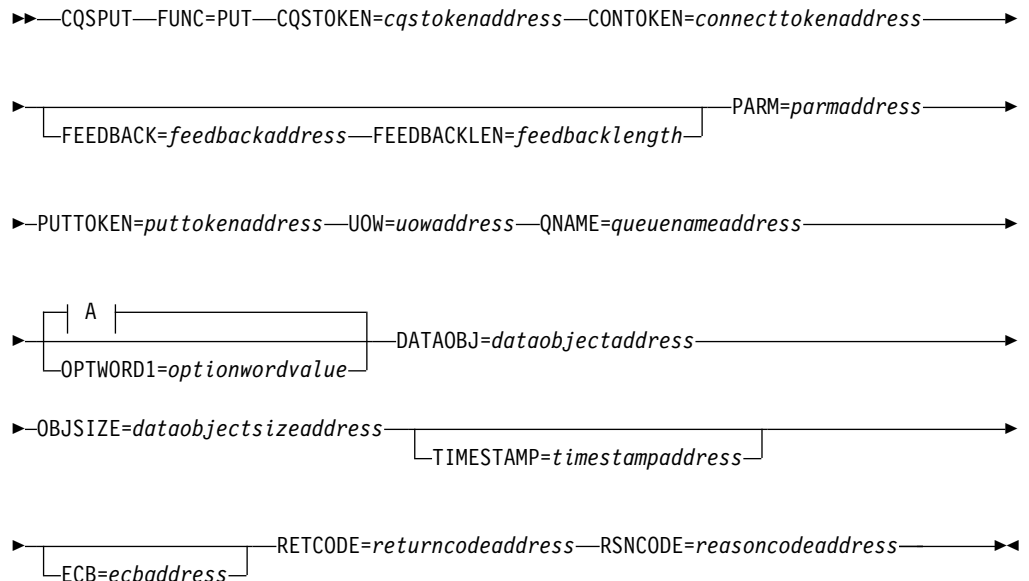 CQSPUT FUNC=PUT CQSTOKEN=cqstokenaddress CONTOKEN=connecttokenaddress
PARM=parmaddress
FEEDBACK=feedbackaddress FEEDBACKLEN=feedbacklength
PUTTOKEN=puttokenaddress UOW=uowaddress QNAME=queuenameaddress
A
DATAOBJ=dataobjectaddress
OPTWORD1=optionwordvalue
OBJSIZE=dataobjectsizeaddress
TIMESTAMP=timestampaddress
RETCODE=returncodeaddress RSNCODE=reasoncodeaddress
ECB=ecbaddress